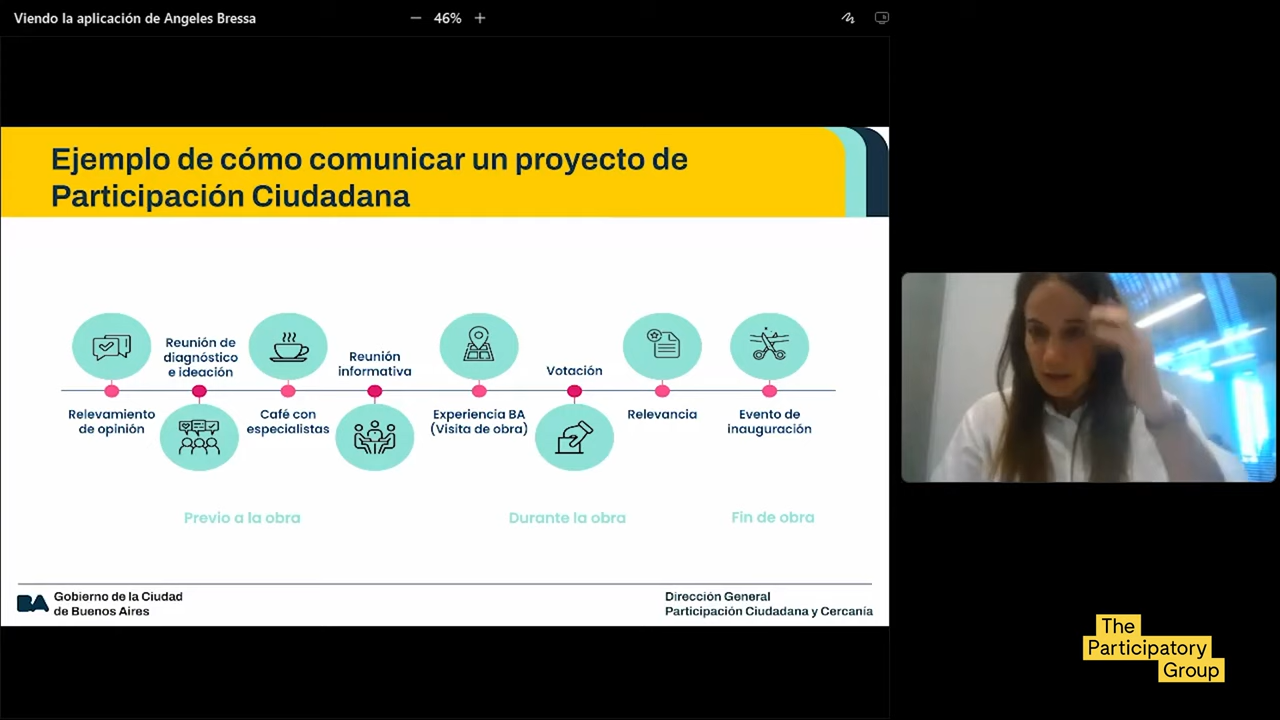 Viendo la aplicación de Angeles Bressa
46%
Ejemplo de cómo comunicar un proyecto de
Participación Ciudadana
Relevamiento
de opinión
Reunión de
diagnóstico
e ideación
Café con
especialistas
Reunión
informativa
Experiencia BA
(Visita de obra)
Votación
Relevancia
Evento de
inauguración
Previo a la obra
Durante la obra
Fin de obra
BA
Gobierno de la Ciudad
de Buenos Aires
Dirección General
Participación Ciudadana y Cercanía
The
Participatory
Group